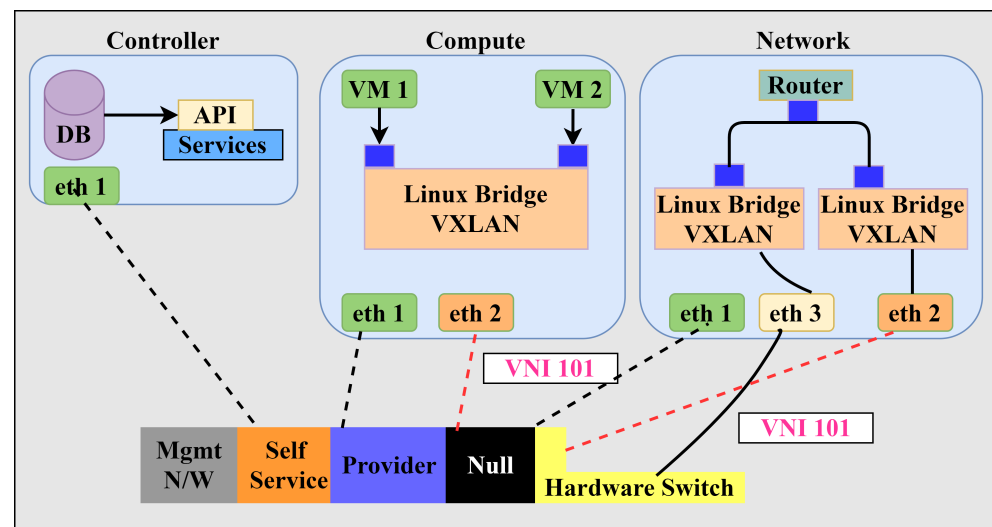 Controller
Compute
Network
DB
API
Services
eth 1
VM 1
VM 2
Linux Bridge
VXLAN
eth 1
eth 2
Router
Linux Bridge
VXLAN
Linux Bridge
VXLAN
eth 1
eth 3
eth 2
VNI 101
VNI 101
Mgmt
N/W
Self
Service
Provider
Null
Hardware Switch